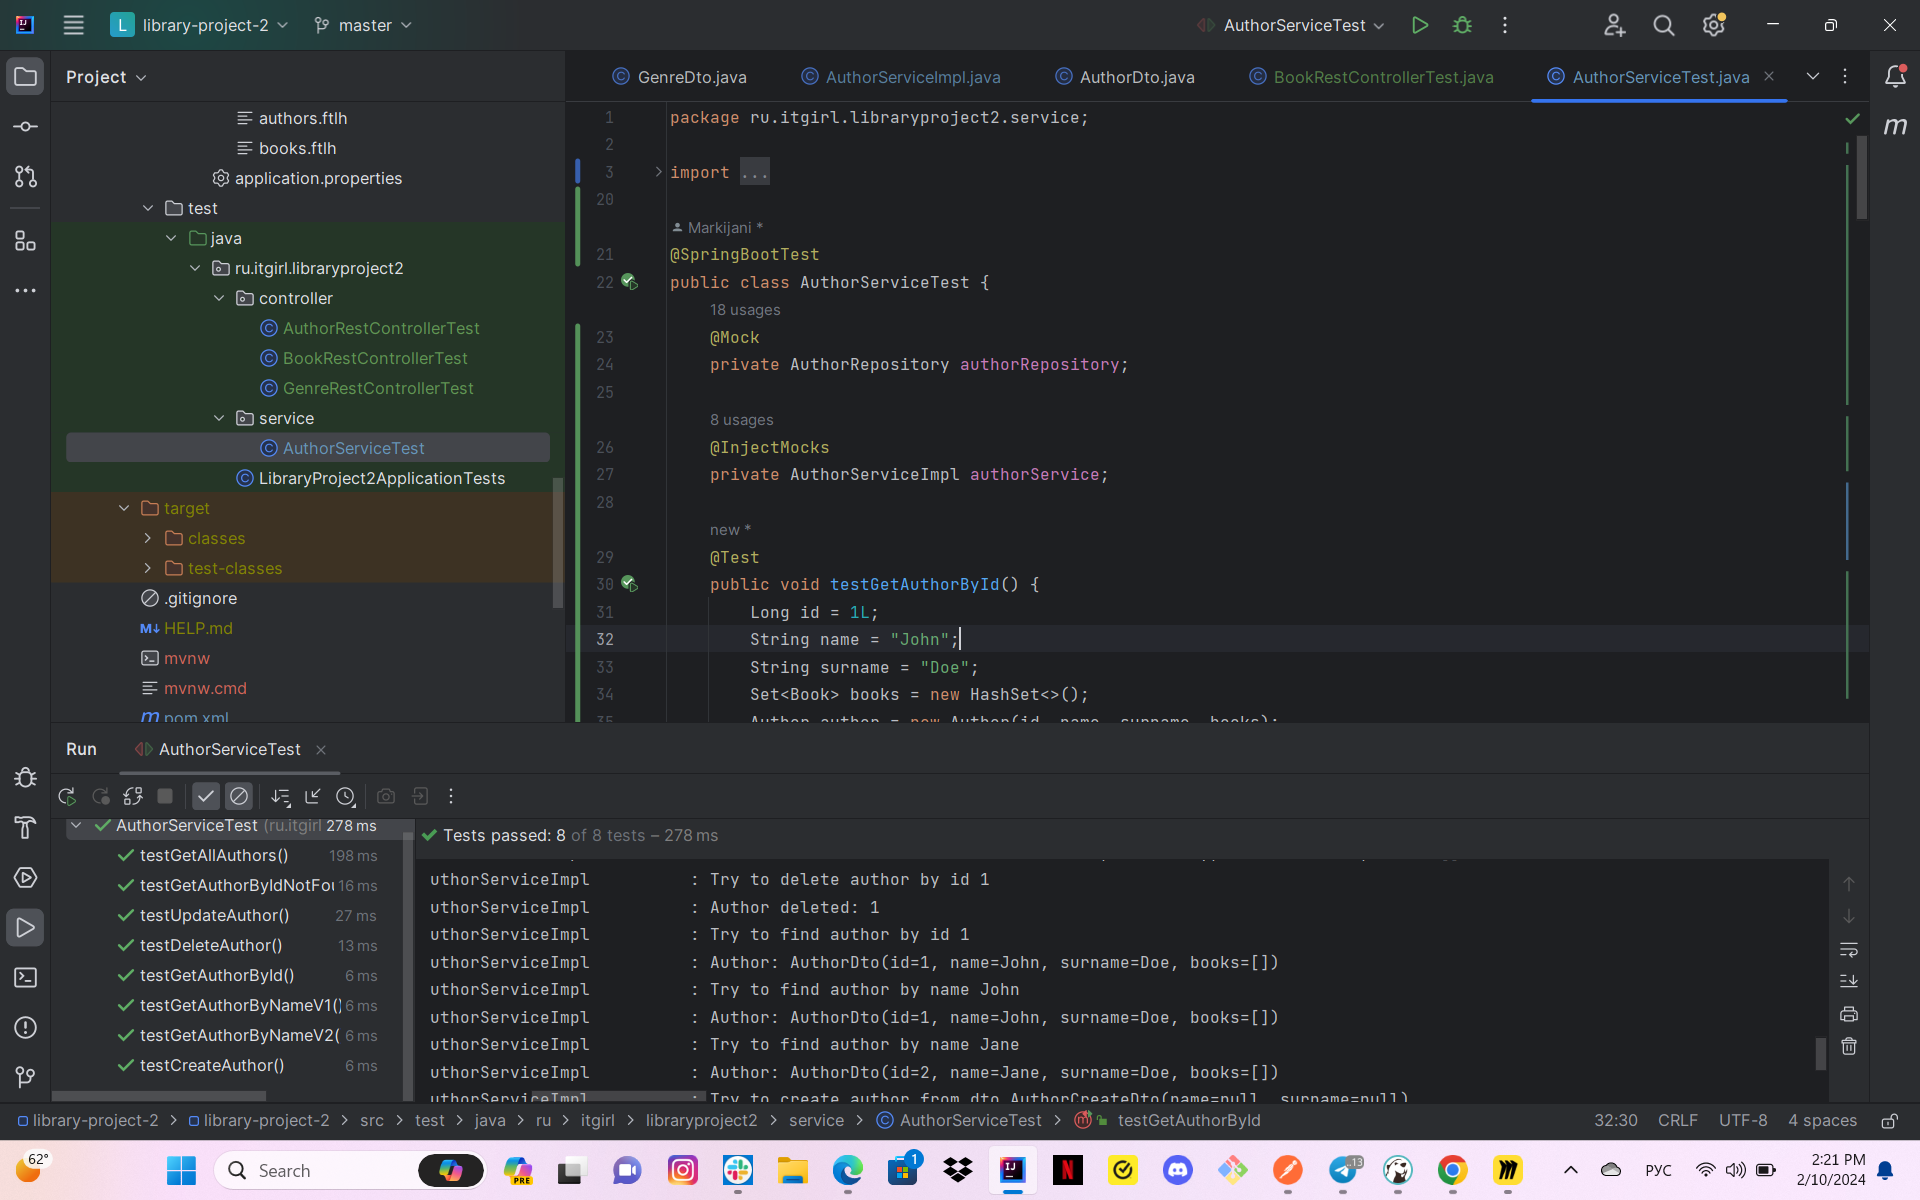 library-project-2
master
AuthorServiceTest
Project
authors.ftlh
books.ftlh
application.properties
test
java
ru.itgirl.libraryproject2
controller
AuthorRestControllerTest
BookRestControllerTest
GenreRestControllerTest
service
AuthorServiceTest
LibraryProject2ApplicationTests
target
classes
test-classes
.gitignore
M↓ HELP.md
mvnw
mvnw.cmd
m pom.xml
GenreDto.java
AuthorServiceImpl.java
AuthorDto.java
BookRestControllerTest.java
AuthorServiceTest.java
1 package ru.itgirl.libraryproject2.service;
2
3 import ...
20
Markijani *
21 @SpringBootTest
22 public class AuthorServiceTest {
18 usages
23 @Mock
24 private AuthorRepository authorRepository;
25
8 usages
26 @InjectMocks
27 private AuthorServiceImpl authorService;
28
new *
29 @Test
30 public void testGetAuthorById() {
31 Long id = 1L;
32 String name = "John";
33 String surname = "Doe";
34 Set<Book> books = new HashSet<>();
35 Author author = new Author(id, name, surname, books);
Run
AuthorServiceTest
AuthorServiceTest (ru.itgirl 278 ms
testGetAllAuthors() 198 ms
testGetAuthorByIdNotFou 16 ms
testUpdateAuthor() 27 ms
testDeleteAuthor() 13 ms
testGetAuthorById() 6 ms
testGetAuthorByNameV1() 6 ms
testGetAuthorByNameV2( 6 ms
testCreateAuthor() 6 ms
Tests passed: 8 of 8 tests – 278 ms
uthorServiceImpl : Try to delete author by id 1
uthorServiceImpl : Author deleted: 1
uthorServiceImpl : Try to find author by id 1
uthorServiceImpl : Author: AuthorDto(id=1, name=John, surname=Doe, books=[])
uthorServiceImpl : Try to find author by name John
uthorServiceImpl : Author: AuthorDto(id=1, name=John, surname=Doe, books=[])
uthorServiceImpl : Try to find author by name Jane
uthorServiceImpl : Author: AuthorDto(id=2, name=Jane, surname=Doe, books=[])
uthorServiceImpl : Try to create author from dto AuthorCreateDto(name=null, surname=null)
library-project-2 > library-project-2 > src > test > java > ru > itgirl > libraryproject2 > service > AuthorServiceTest > testGetAuthorById
32:30 CRLF UTF-8 4 spaces
62°
Search
PRE
1
13
РУС
2:21 PM
2/10/2024